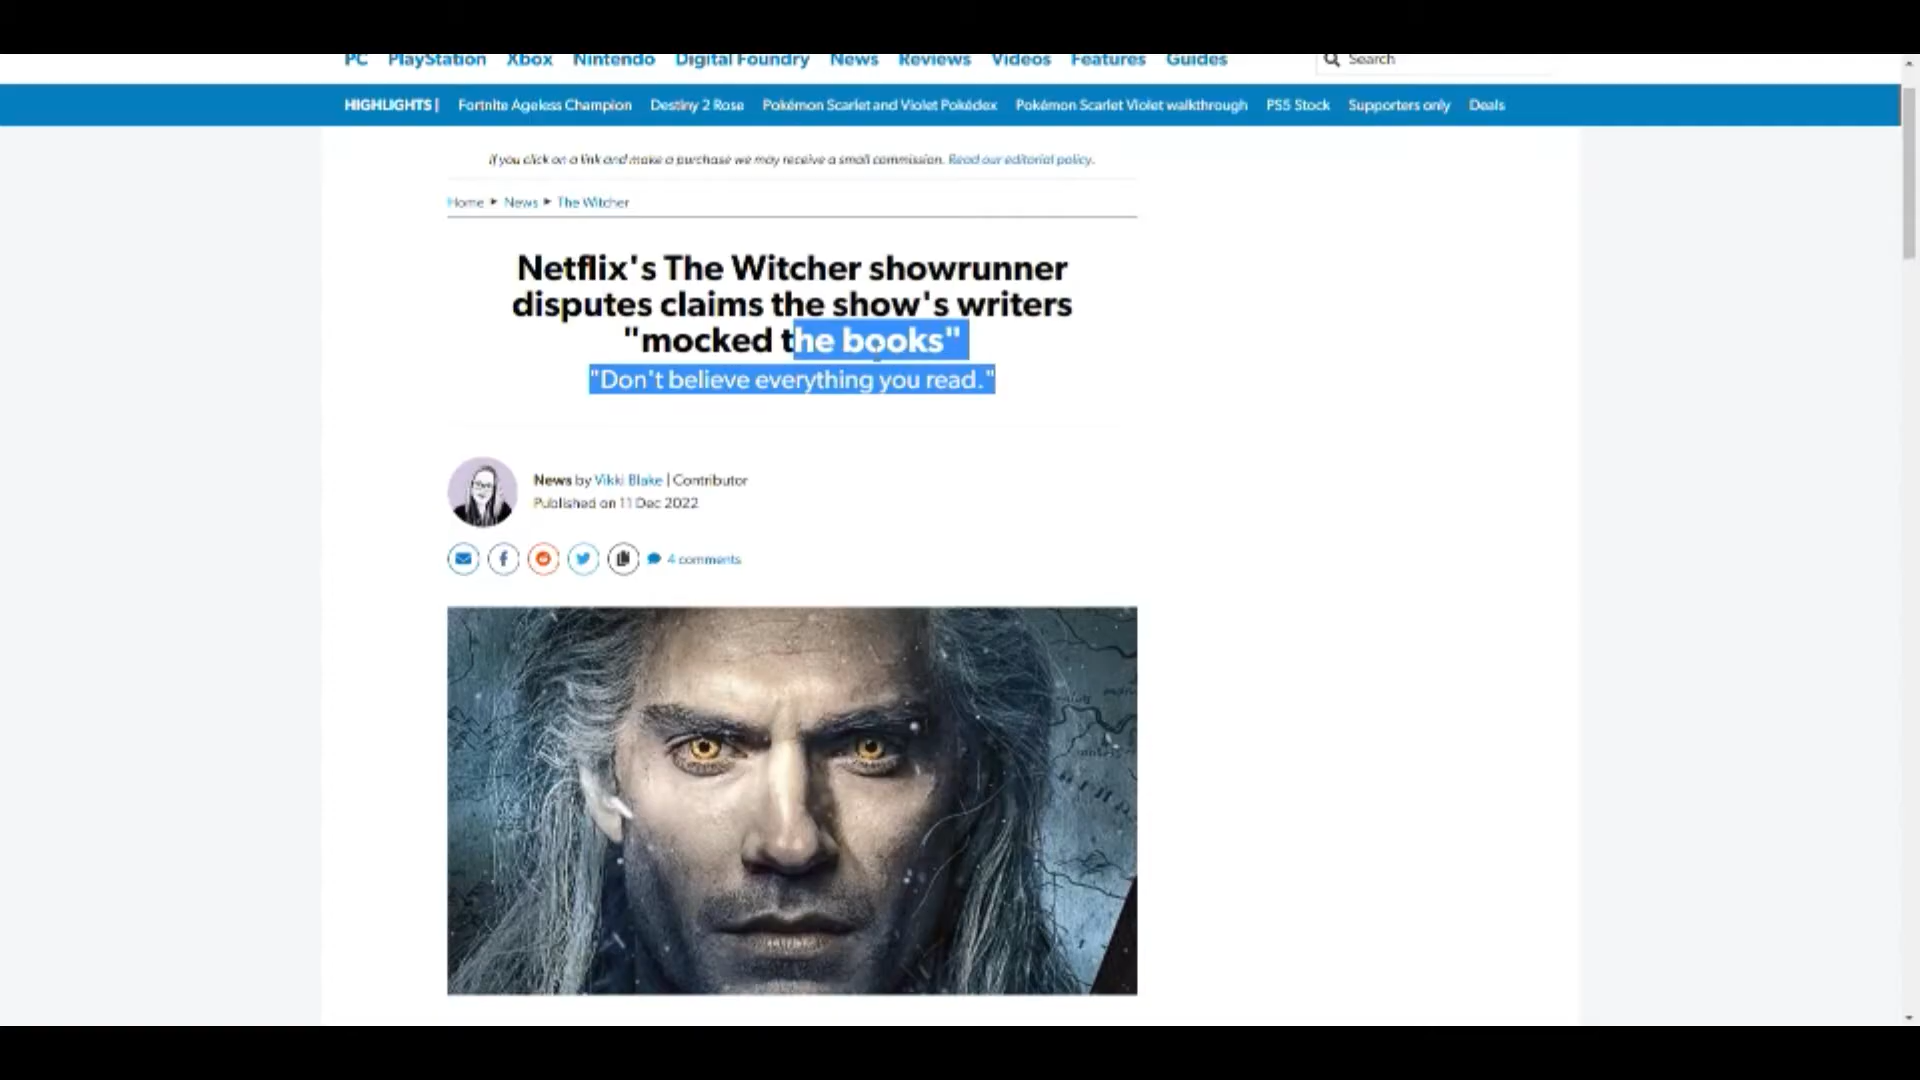 PC PlayStation Xbox Nintendo Digital Foundry News Reviews Videos Features Guides Search
HIGHLIGHTS | Fortnite Ageless Champion Destiny 2 Rose Pokémon Scarlet and Violet Pokédex Pokémon Scarlet Violet walkthrough PS5 Stock Supporters only Deals
If you click on a link and make a purchase we may receive a small commission. Read our editorial policy.
Home ▸ News ▸ The Witcher
Netflix's The Witcher showrunner
disputes claims the show's writers
"mocked the books"
"Don't believe everything you read."
News by Vikki Blake | Contributor
Published on 11 Dec 2022
4 comments